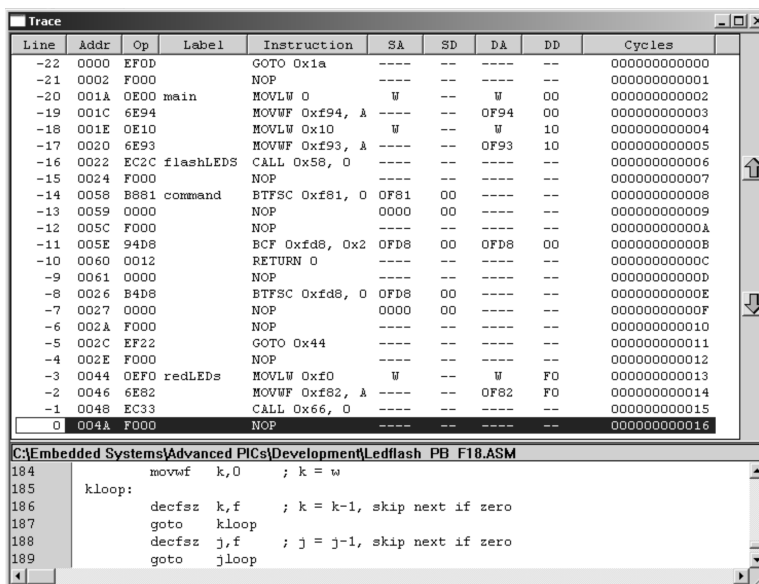 Trace
Line Addr Op Label Instruction SA SD DA DD Cycles
-22 0000 EF0D GOTO 0x1a ---- -- ---- -- 000000000000
-21 0002 F000 NOP ---- -- ---- -- 000000000001
-20 001A 0E00 main MOVLW 0 W -- W 00 000000000002
-19 001C 6E94 MOVWF 0xf94, A ---- -- 0F94 00 000000000003
-18 001E 0E10 MOVLW 0x10 W -- W 10 000000000004
-17 0020 6E93 MOVWF 0xf93, A ---- -- 0F93 10 000000000005
-16 0022 EC2C flashLEDS CALL 0x58, 0 ---- -- ---- -- 000000000006
-15 0024 F000 NOP ---- -- ---- -- 000000000007
-14 0058 B881 command BTFSC 0xf81, 0 0F81 00 ---- -- 000000000008
-13 0059 0000 NOP 0000 00 ---- -- 000000000009
-12 005C F000 NOP ---- -- ---- -- 00000000000A
-11 005E 94D8 BCF 0xfd8, 0x2 0FD8 00 0FD8 00 00000000000B
-10 0060 0012 RETURN 0 ---- -- ---- -- 00000000000C
-9 0061 0000 NOP ---- -- ---- -- 00000000000D
-8 0026 B4D8 BTFSC 0xfd8, 0 0FD8 00 ---- -- 00000000000E
-7 0027 0000 NOP 0000 00 ---- -- 00000000000F
-6 002A F000 NOP ---- -- ---- -- 000000000010
-5 002C EF22 GOTO 0x44 ---- -- ---- -- 000000000011
-4 002E F000 NOP ---- -- ---- -- 000000000012
-3 0044 0EF0 redLEDs MOVLW 0xf0 W -- W F0 000000000013
-2 0046 6E82 MOVWF 0xf82, A ---- -- 0F82 F0 000000000014
-1 0048 EC33 CALL 0x66, 0 ---- -- ---- -- 000000000015
0 004A F000 NOP ---- -- ---- -- 000000000016
C:\Embedded Systems\Advanced PICs\Development\Ledflash_PB_F18.ASM
184 movwf k,0 ; k = w
185 kloop:
186 decfsz k,f ; k = k-1, skip next if zero
187 goto kloop
188 decfsz j,f ; j = j-1, skip next if zero
189 goto jloop